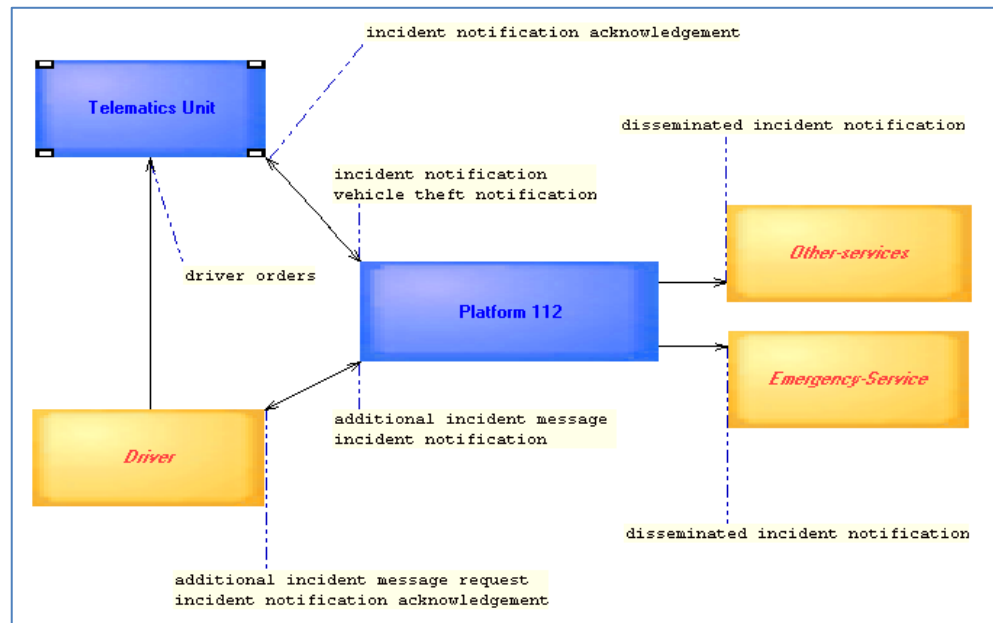 incident notification acknowledgement
Telematics Unit
disseminated incident notification
incident notification
vehicle theft notification
Other-services
driver orders
Platform 112
Emergency-Service
additional incident message
incident notification
Driver
disseminated incident notification
additional incident message request
incident notification acknowledgement